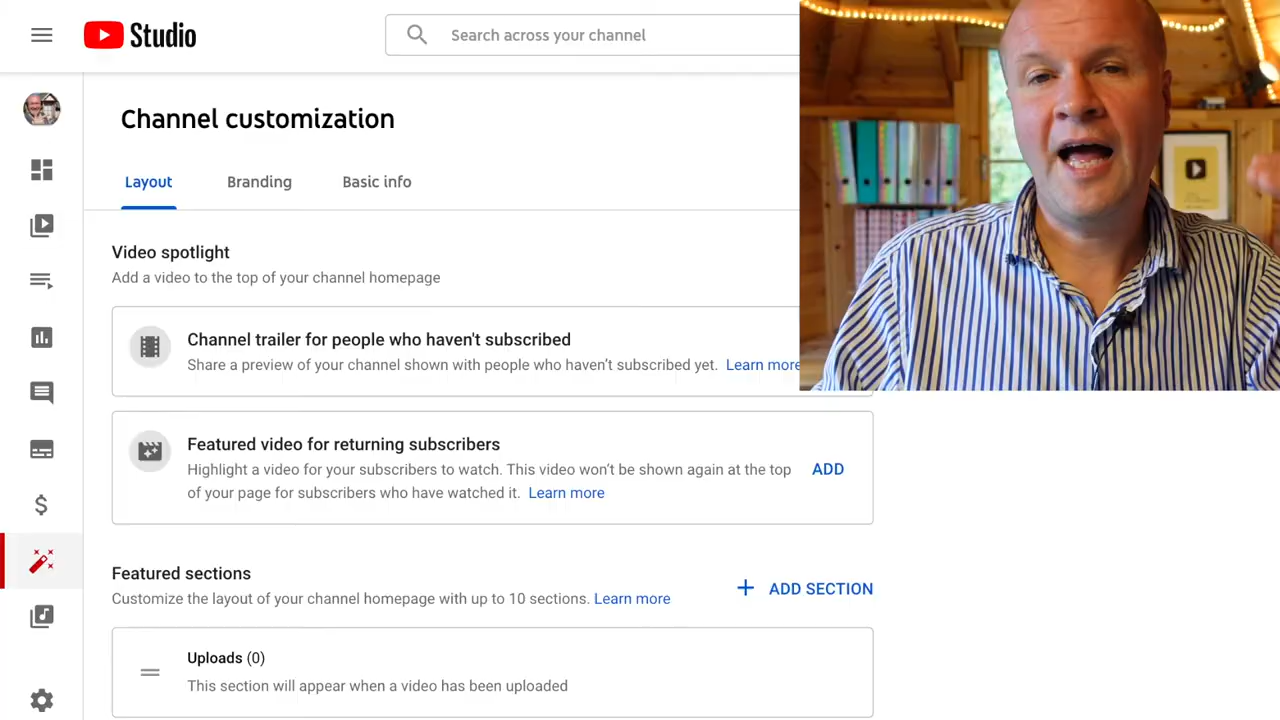 Studio
Search across your channel
Channel customization
Layout Branding Basic info
Video spotlight
Add a video to the top of your channel homepage
Channel trailer for people who haven't subscribed
Share a preview of your channel shown with people who haven’t subscribed yet. Learn more
Featured video for returning subscribers
Highlight a video for your subscribers to watch. This video won’t be shown again at the top
of your page for subscribers who have watched it. Learn more
ADD
Featured sections
Customize the layout of your channel homepage with up to 10 sections. Learn more
+ ADD SECTION
Uploads (0)
This section will appear when a video has been uploaded